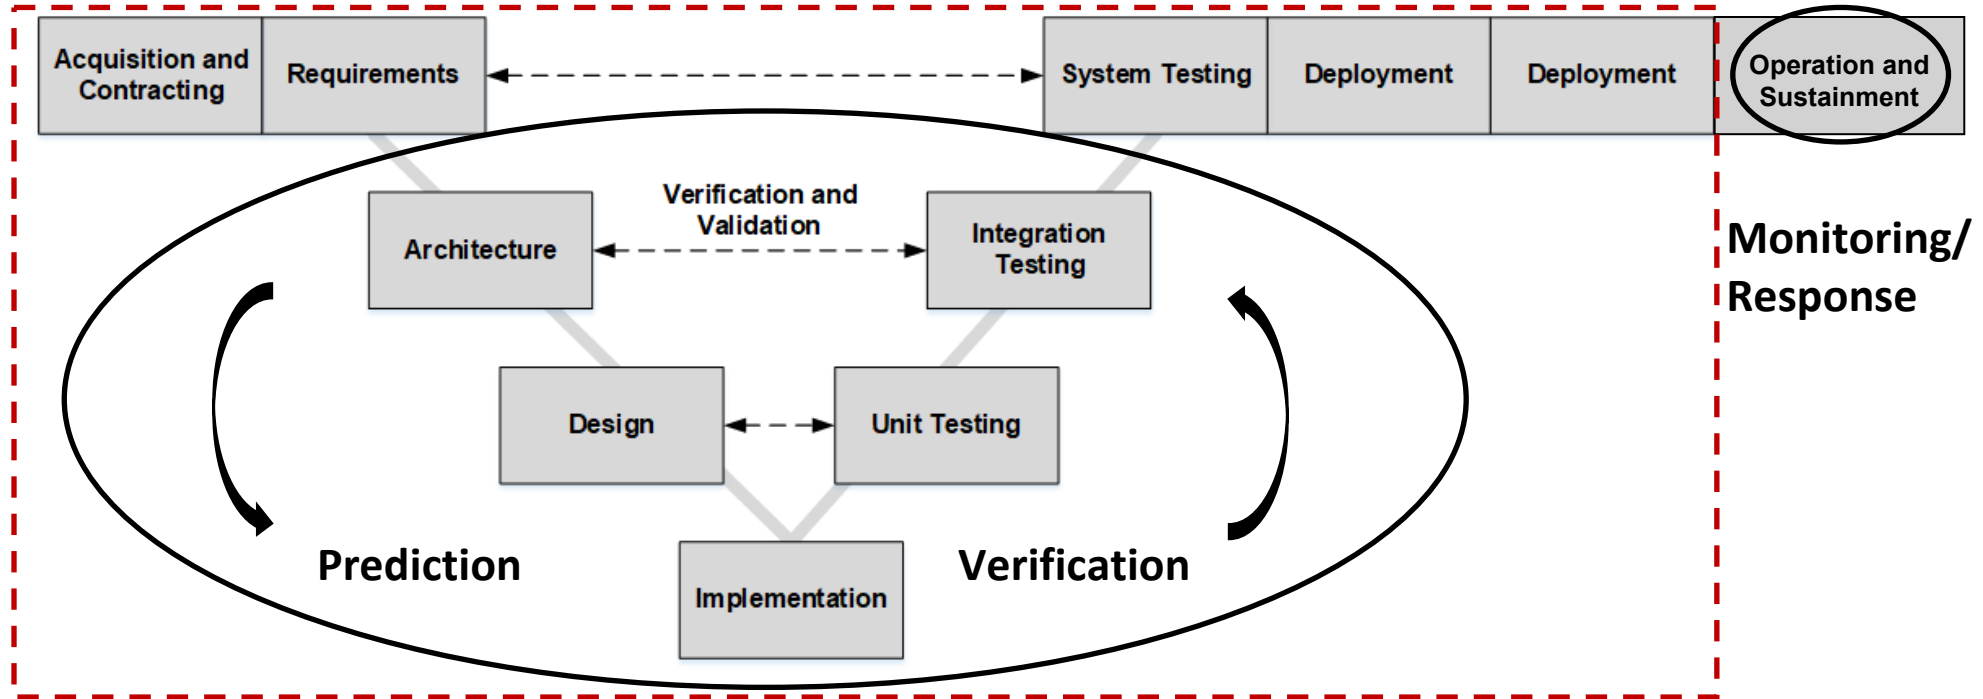 Acquisition and
Contracting
Requirements
System Testing
Deployment
Deployment
Operation and
Sustainment
Verification and
Validation
Architecture
Integration
Testing
Monitoring/
Response
Design
Unit Testing
Prediction
Verification
Implementation